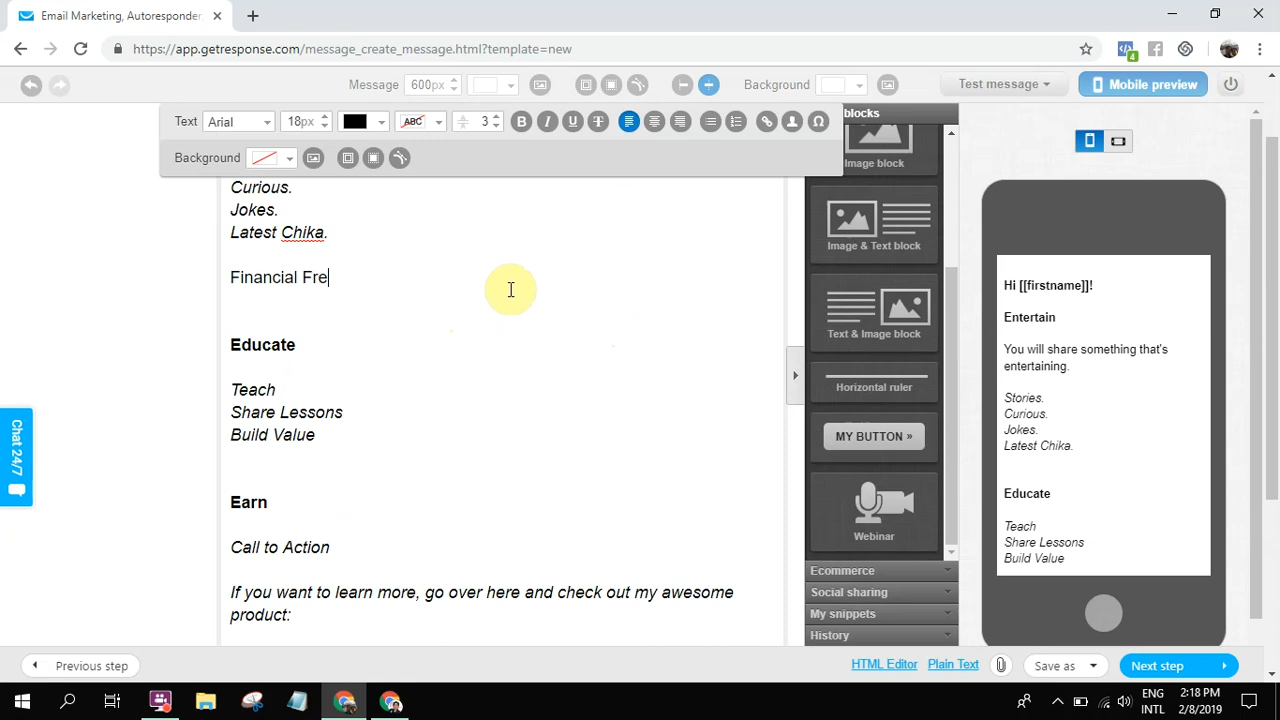 Email Marketing, Autoresponder
https://app.getresponse.com/message_create_message.html?template=new
4
Message 600px Background Test message Mobile preview
Text Arial 18px ABC 3 B I U T
blocks
Background
Image block
Curious.
Jokes.
Latest Chika.
Image & Text block
Financial Fre
Text & Image block
Educate
Horizontal ruler
Teach
Share Lessons
Build Value
MY BUTTON »
Earn
Webinar
Call to Action
Ecommerce
If you want to learn more, go over here and check out my awesome
product:
Social sharing
My snippets
History
Hi [[firstname]]!
Entertain
You will share something that's
entertaining.
Stories.
Curious.
Jokes.
Latest Chika.
Educate
Teach
Share Lessons
Build Value
Chat 24/7
Previous step HTML Editor Plain Text Save as Next step
ENG
INTL
2:18 PM
2/8/2019